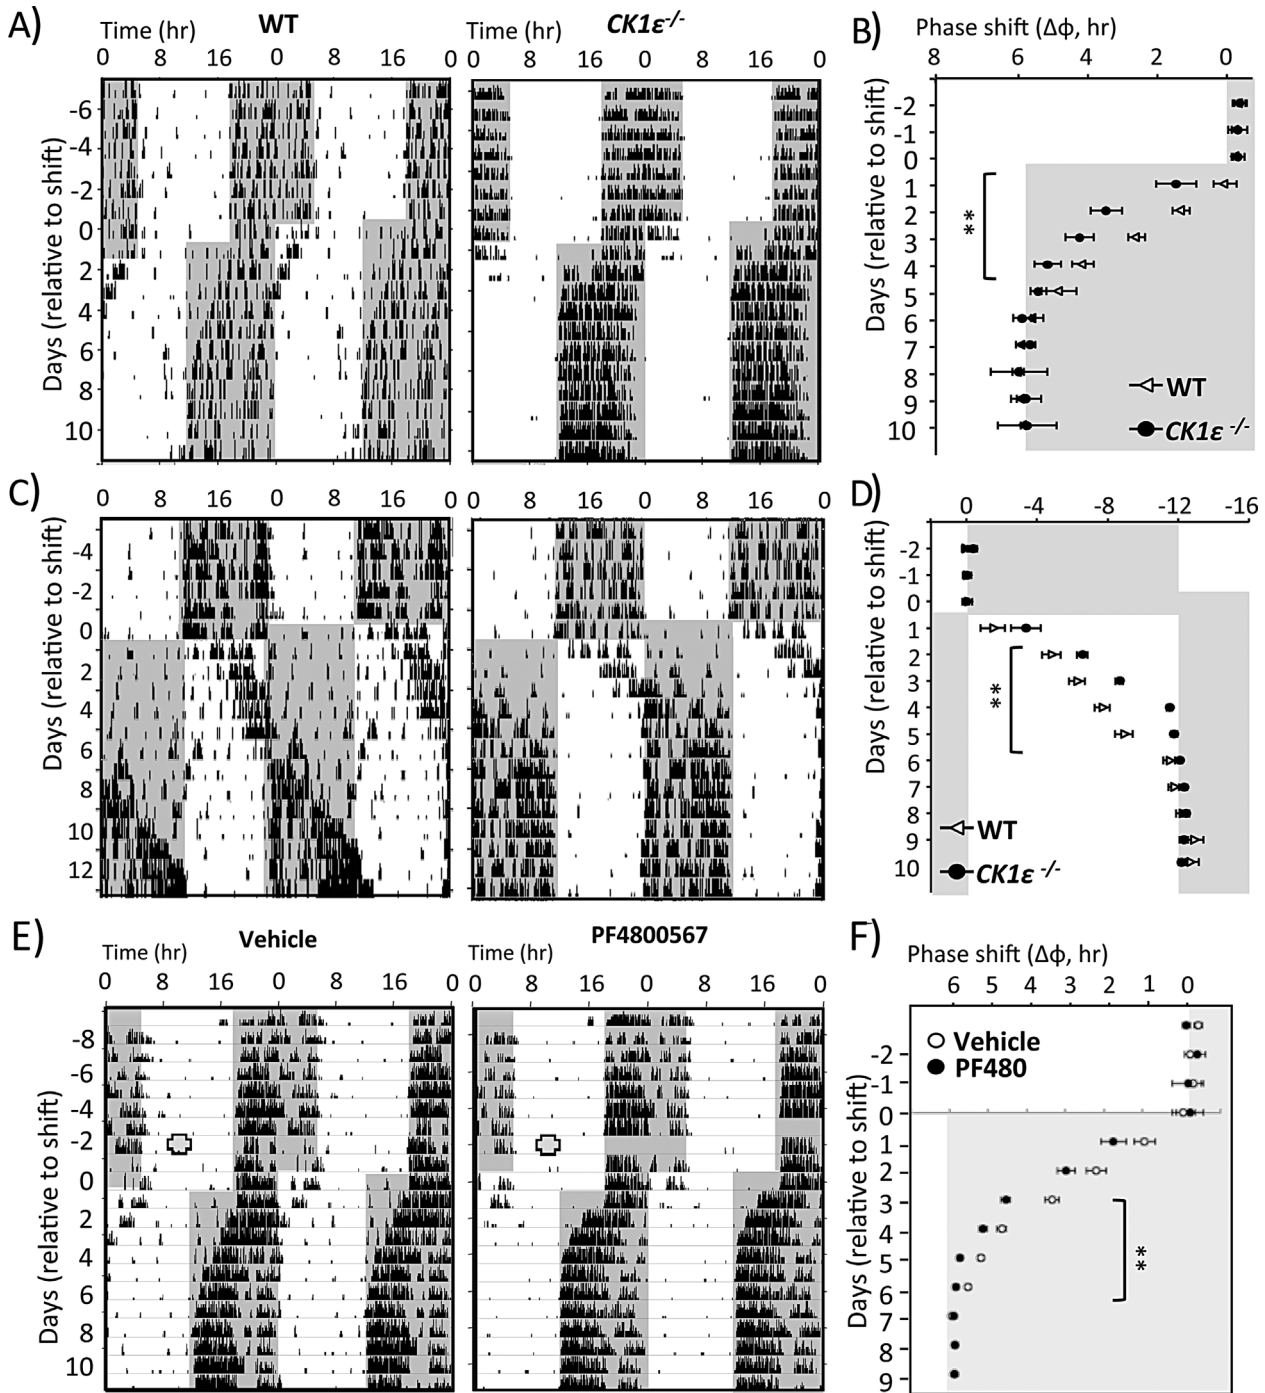 A)
Time (hr) WT
0 8 16 0 8 16 0
Days (relative to shift)
-6
-4
-2
0
2
4
6
8
10
Time (hr) CK1ε-/-
0 8 16 0 8 16 0
B)
Phase shift (Δϕ, hr)
8 6 4 2 0
Days (relative to shift)
-2
-1
0
1
2
3
4
5
6
7
8
9
10
**
WT
CK1ε -/-
C)
0 8 16 0 8 16 0
Days (relative to shift)
-4
-2
0
2
4
6
8
10
12
0 8 16 0 8 16 0
D)
0 -4 -8 -12 -16
Days (relative to shift)
-2
-1
0
1
2
3
4
5
6
7
8
9
10
**
WT
CK1ε -/-
E)
Time (hr) Vehicle
0 8 16 0 8 16 0
Days (relative to shift)
-8
-6
-4
-2
0
2
4
6
8
10
Time (hr) PF4800567
0 8 16 0 8 16 0
F)
Phase shift (Δϕ, hr)
6 5 4 3 2 1 0
Vehicle
PF480
Days (relative to shift)
-2
-1
0
1
2
3
4
5
6
7
8
9
**